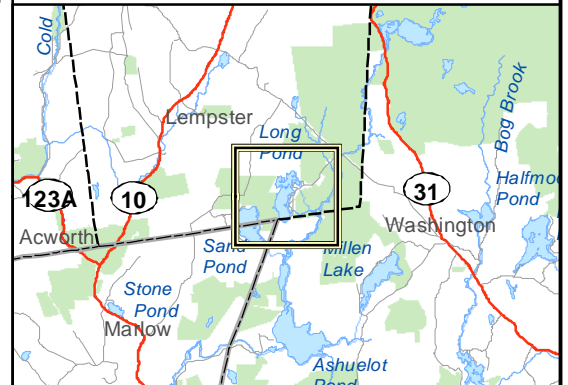 Cold
Lempster
Long
Pond
Bog Brook
123A
10
31
Halfmo
Pond
Acworth
Washington
Sand
Pond
Millen
Lake
Stone
Pond
Marlow
Ashuelot
Pond